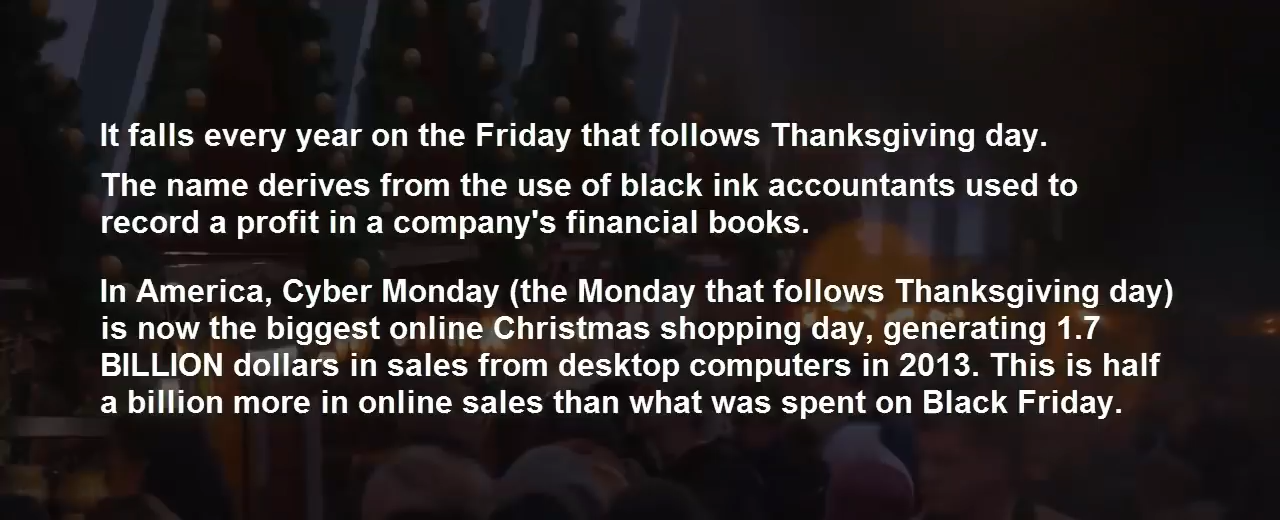 It falls every year on the Friday that follows Thanksgiving day.
The name derives from the use of black ink accountants used to
record a profit in a company's financial books.
In America, Cyber Monday (the Monday that follows Thanksgiving day)
is now the biggest online Christmas shopping day, generating 1.7
BILLION dollars in sales from desktop computers in 2013. This is half
a billion more in online sales than what was spent on Black Friday.